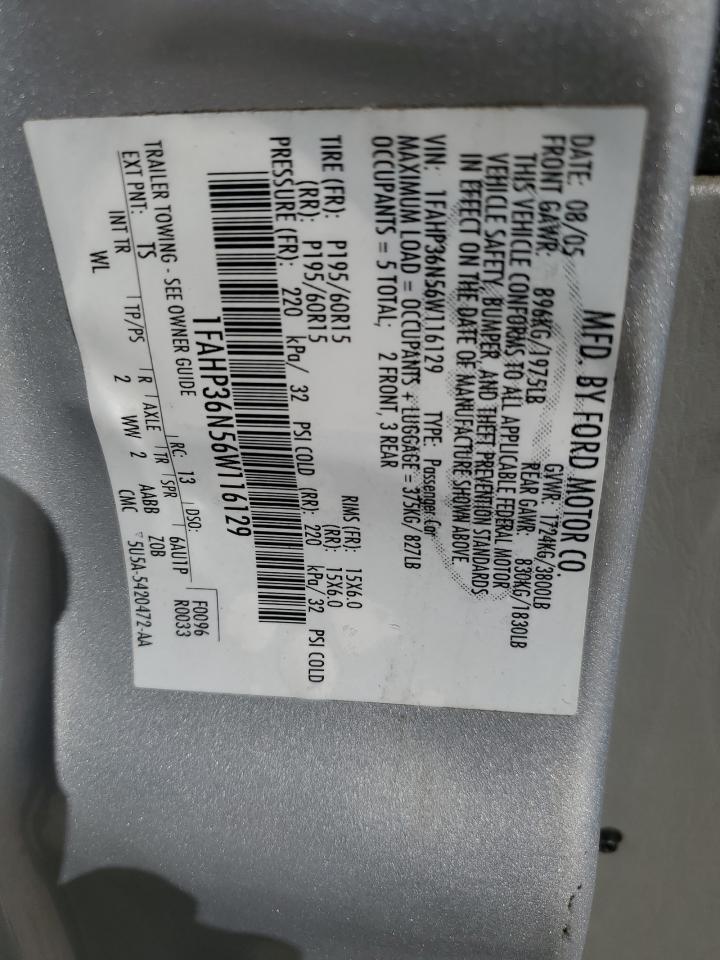 MFD. BY FORD MOTOR CO.
DATE: 08/05 GVWR: 1724KG/3800LB
FRONT GAWR: 896KG/1975LB REAR GAWR: 830KG/1830LB
THIS VEHICLE CONFORMS TO ALL APPLICABLE FEDERAL MOTOR
VEHICLE SAFETY, BUMPER, AND THEFT PREVENTION STANDARDS
IN EFFECT ON THE DATE OF MANUFACTURE SHOWN ABOVE.
VIN: 1FAHP36N56W116129 TYPE: Passenger Car
MAXIMUM LOAD = OCCUPANTS + LUGGAGE = 375KG/ 827LB
OCCUPANTS = 5 TOTAL; 2 FRONT, 3 REAR
TIRE (FR): P195/60R15 RIMS (FR): 15X6.0
(RR): P195/60R15 (RR): 15X6.0
PRESSURE (FR): 220 kPa/ 32 PSI COLD (RR): 220 kPa/ 32 PSI COLD
1FAHP36N56W116129
TRAILER TOWING - SEE OWNER GUIDE
EXT PNT: TS RC: 13 DSO: F0096
R0033
INT TR TP/PS R AXLE TR SPR 6AU1P
WL 2 2 WW 2 AABB Z0B
CMC 5U5A-5420472-AA